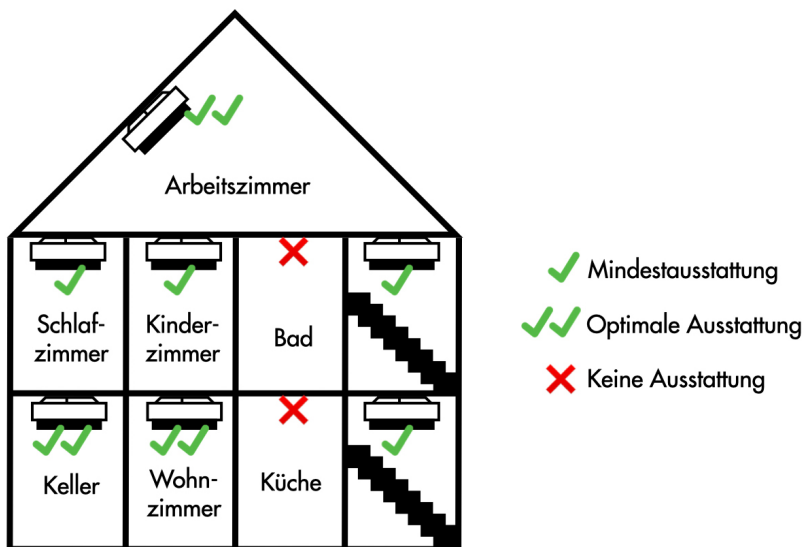 Arbeitszimmer
Schlaf-
zimmer
Kinder-
zimmer
Bad
Keller
Wohn-
zimmer
Küche
Mindestausstattung
Optimale Ausstattung
Keine Ausstattung